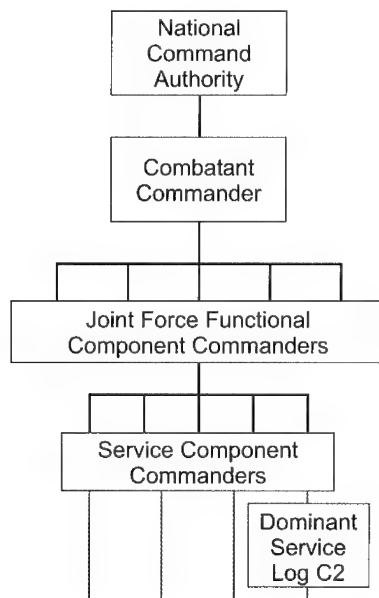 National
Command
Authority
Combatant
Commander
Joint Force Functional
Component Commanders
Service Component
Commanders
Dominant
Service
Log C2